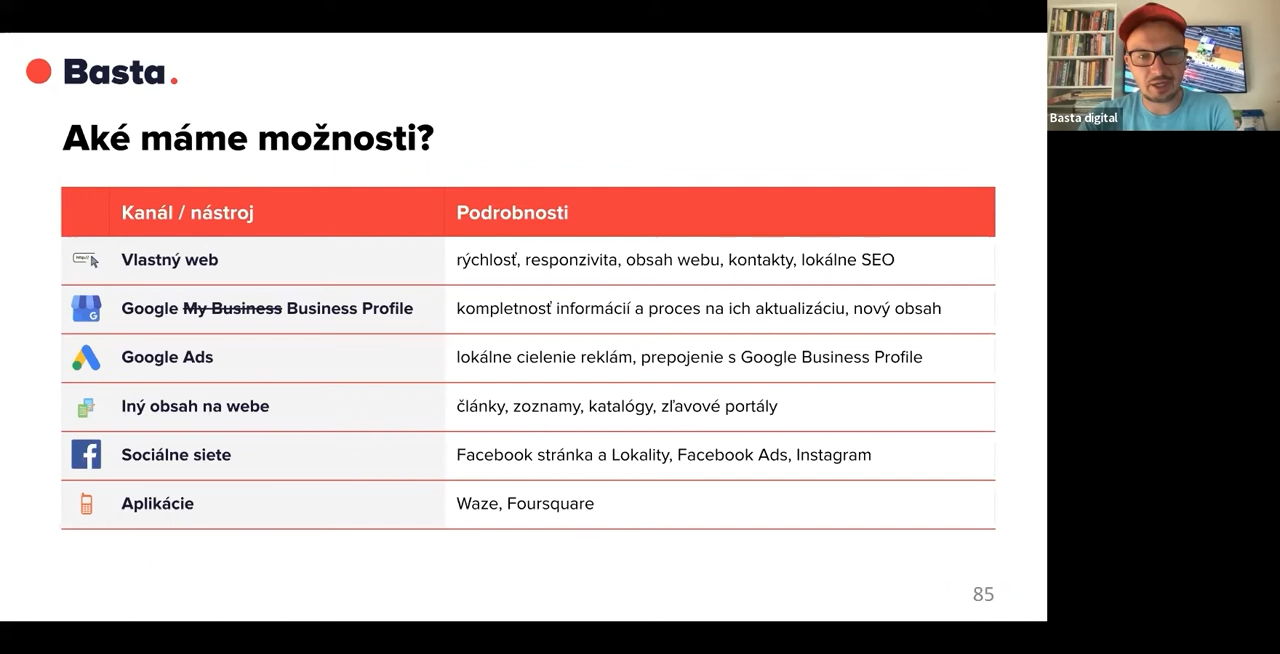 Basta.
Aké máme možnosti?
Kanál / nástroj Podrobnosti
Vlastný web rýchlosť, responzivita, obsah webu, kontakty, lokálne SEO
Google My Business Business Profile kompletnosť informácií a proces na ich aktualizáciu, nový obsah
Google Ads lokálne cielenie reklám, prepojenie s Google Business Profile
Iný obsah na webe články, zoznamy, katalógy, zľavové portály
Sociálne siete Facebook stránka a Lokality, Facebook Ads, Instagram
Aplikácie Waze, Foursquare
85
Basta digital